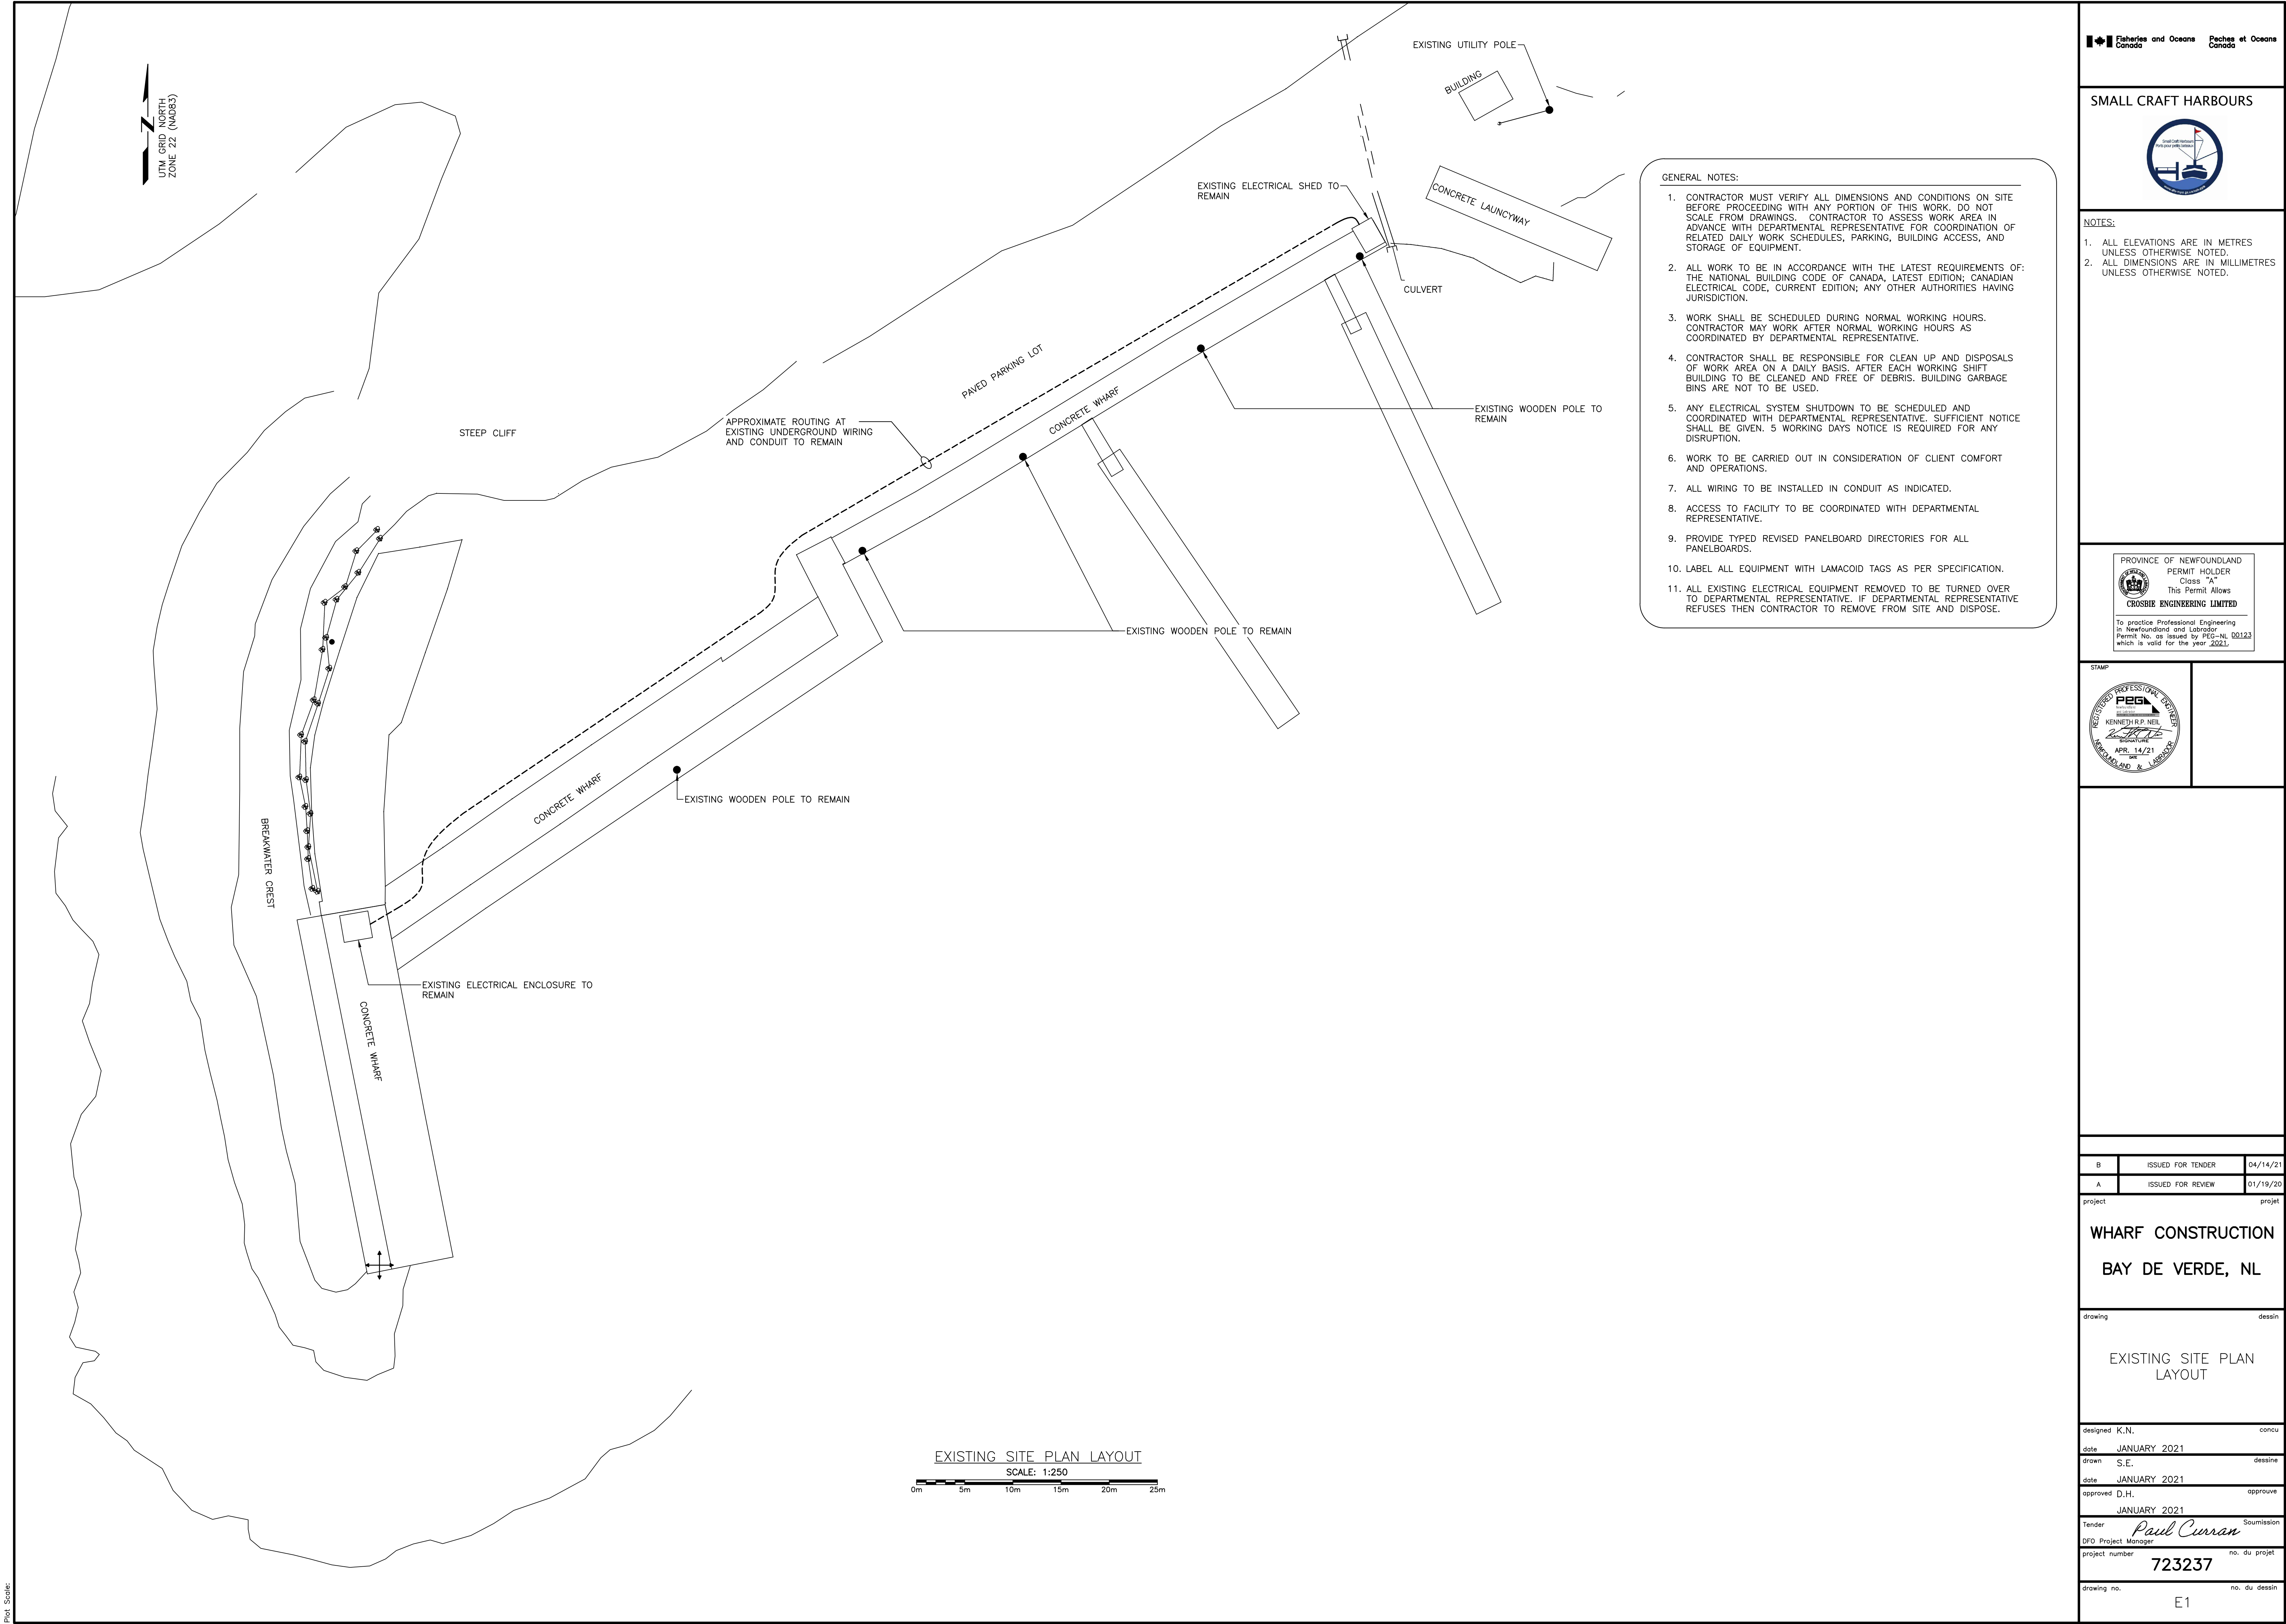 UTM GRID NORTH
ZONE 22 (NAD83)
EXISTING UTILITY POLE
BUILDING
EXISTING ELECTRICAL SHED TO
REMAIN
CONCRETE LAUNCYWAY
CULVERT
PAVED PARKING LOT
CONCRETE WHARF
EXISTING WOODEN POLE TO
REMAIN
APPROXIMATE ROUTING AT
EXISTING UNDERGROUND WIRING
AND CONDUIT TO REMAIN
STEEP CLIFF
EXISTING WOODEN POLE TO REMAIN
EXISTING WOODEN POLE TO REMAIN
CONCRETE WHARF
BREAKWATER CREST
EXISTING ELECTRICAL ENCLOSURE TO
REMAIN
CONCRETE WHARF
EXISTING SITE PLAN LAYOUT
SCALE: 1:250
0m 5m 10m 15m 20m 25m
Plot Scale:
GENERAL NOTES:
1. CONTRACTOR MUST VERIFY ALL DIMENSIONS AND CONDITIONS ON SITE
BEFORE PROCEEDING WITH ANY PORTION OF THIS WORK. DO NOT
SCALE FROM DRAWINGS. CONTRACTOR TO ASSESS WORK AREA IN
ADVANCE WITH DEPARTMENTAL REPRESENTATIVE FOR COORDINATION OF
RELATED DAILY WORK SCHEDULES, PARKING, BUILDING ACCESS, AND
STORAGE OF EQUIPMENT.
2. ALL WORK TO BE IN ACCORDANCE WITH THE LATEST REQUIREMENTS OF:
THE NATIONAL BUILDING CODE OF CANADA, LATEST EDITION; CANADIAN
ELECTRICAL CODE, CURRENT EDITION; ANY OTHER AUTHORITIES HAVING
JURISDICTION.
3. WORK SHALL BE SCHEDULED DURING NORMAL WORKING HOURS.
CONTRACTOR MAY WORK AFTER NORMAL WORKING HOURS AS
COORDINATED BY DEPARTMENTAL REPRESENTATIVE.
4. CONTRACTOR SHALL BE RESPONSIBLE FOR CLEAN UP AND DISPOSALS
OF WORK AREA ON A DAILY BASIS. AFTER EACH WORKING SHIFT
BUILDING TO BE CLEANED AND FREE OF DEBRIS. BUILDING GARBAGE
BINS ARE NOT TO BE USED.
5. ANY ELECTRICAL SYSTEM SHUTDOWN TO BE SCHEDULED AND
COORDINATED WITH DEPARTMENTAL REPRESENTATIVE. SUFFICIENT NOTICE
SHALL BE GIVEN. 5 WORKING DAYS NOTICE IS REQUIRED FOR ANY
DISRUPTION.
6. WORK TO BE CARRIED OUT IN CONSIDERATION OF CLIENT COMFORT
AND OPERATIONS.
7. ALL WIRING TO BE INSTALLED IN CONDUIT AS INDICATED.
8. ACCESS TO FACILITY TO BE COORDINATED WITH DEPARTMENTAL
REPRESENTATIVE.
9. PROVIDE TYPED REVISED PANELBOARD DIRECTORIES FOR ALL
PANELBOARDS.
10. LABEL ALL EQUIPMENT WITH LAMACOID TAGS AS PER SPECIFICATION.
11. ALL EXISTING ELECTRICAL EQUIPMENT REMOVED TO BE TURNED OVER
TO DEPARTMENTAL REPRESENTATIVE. IF DEPARTMENTAL REPRESENTATIVE
REFUSES THEN CONTRACTOR TO REMOVE FROM SITE AND DISPOSE.
Fisheries and Oceans Peches et Oceans
Canada Canada
SMALL CRAFT HARBOURS
Small Craft Harbours
Ports pour petits bateaux
NOTES:
1. ALL ELEVATIONS ARE IN METRES
UNLESS OTHERWISE NOTED.
2. ALL DIMENSIONS ARE IN MILLIMETRES
UNLESS OTHERWISE NOTED.
PROVINCE OF NEWFOUNDLAND
PERMIT HOLDER
Class "A"
This Permit Allows
CROSBIE ENGINEERING LIMITED
To practice Professional Engineering
in Newfoundland and Labrador
Permit No. as issued by PEG-NL D0123
which is valid for the year 2021.
STAMP
REGISTERED PROFESSIONAL ENGINEER
PEG
KENNETH R.P. NEIL
SIGNATURE
APR. 14/21
DATE
NEWFOUNDLAND & LABRADOR
B ISSUED FOR TENDER 04/14/21
A ISSUED FOR REVIEW 01/19/20
project projet
WHARF CONSTRUCTION
BAY DE VERDE, NL
drawing dessin
EXISTING SITE PLAN
LAYOUT
designed K.N. concu
date JANUARY 2021
drawn S.E. dessine
date JANUARY 2021
approved D.H. approuve
JANUARY 2021
Tender Paul Curran Soumission
DFO Project Manager
project number 723237 no. du projet
drawing no. no. du dessin
E1